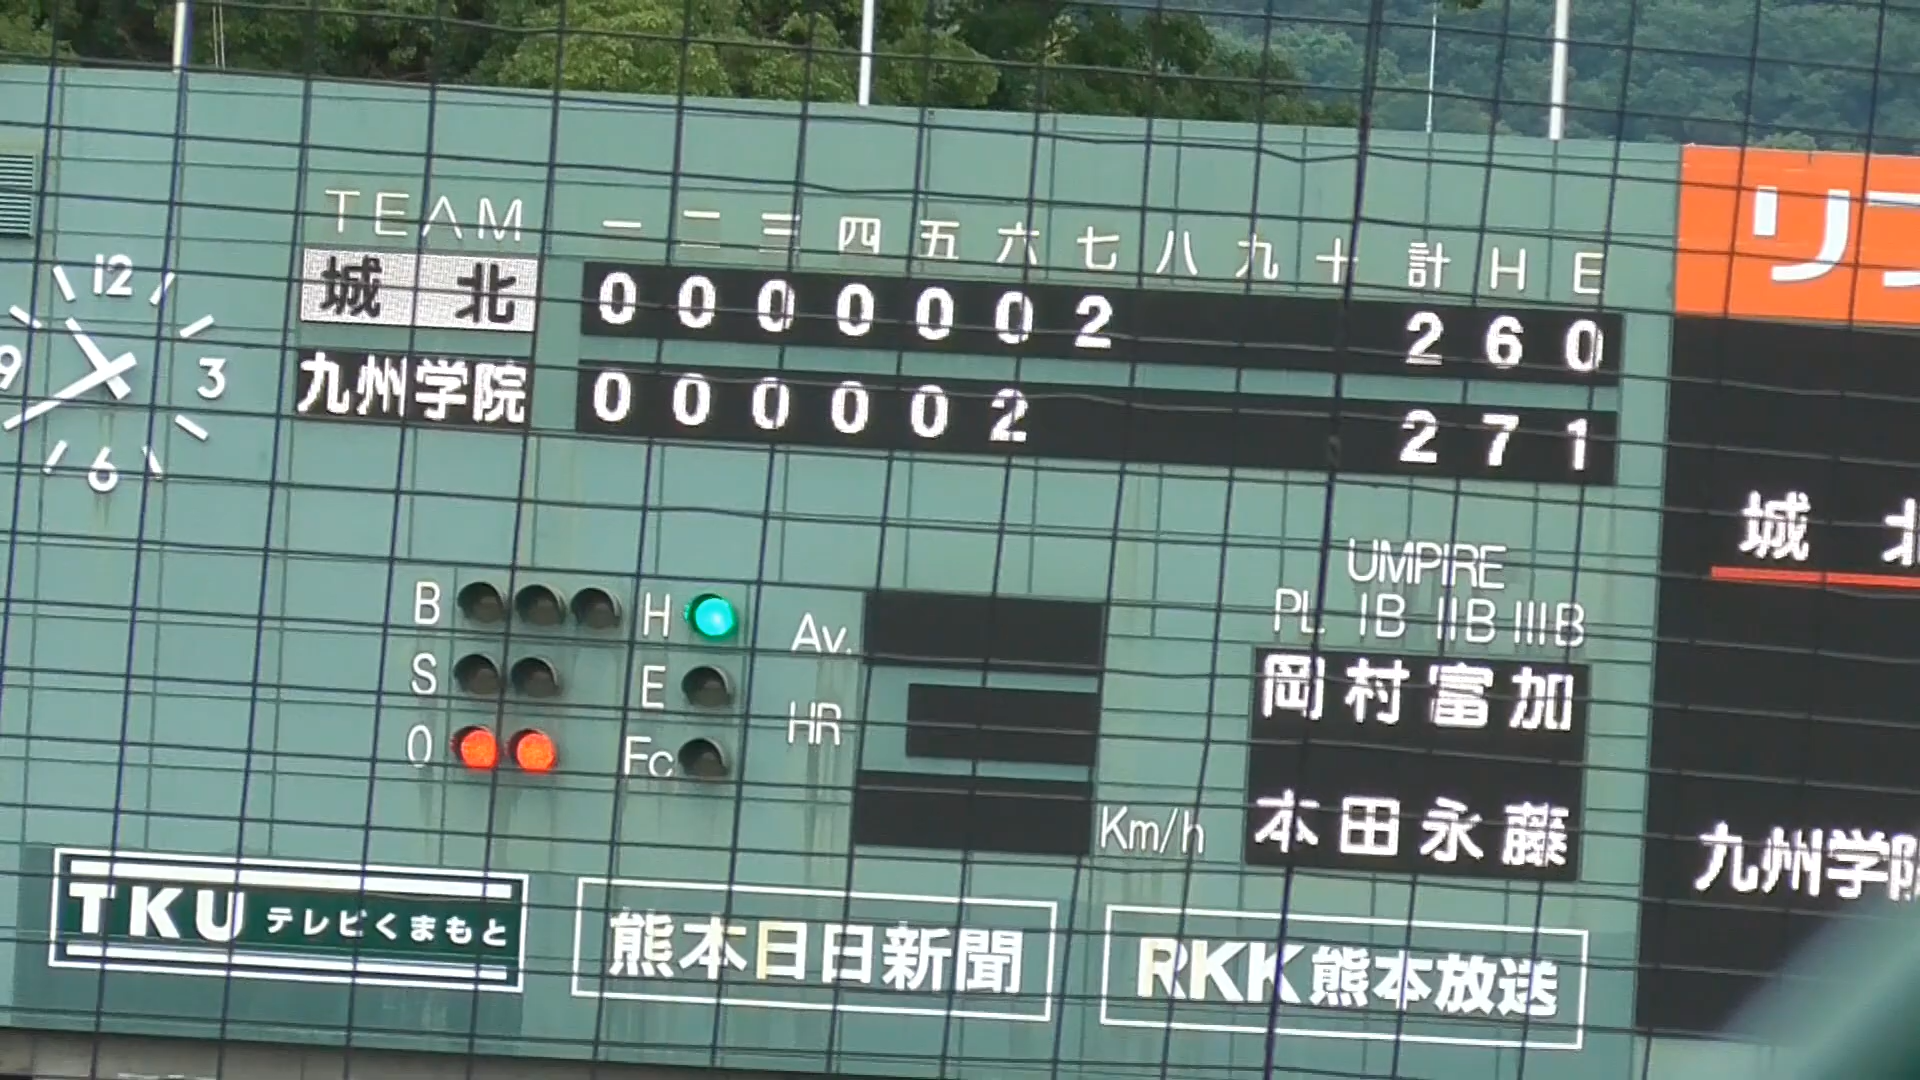 TEAM 一 二 三 四 五 六 七 八 九 十 計 H E
城北 0 0 0 0 0 0 2 2 6 0
九州学院 0 0 0 0 0 2 2 7 1
12
3
6
9
B H Av.
S E HR
O Fc Km/h
UMPIRE
PL IB IIB IIIB
岡 村 富 加
本 田 永 藤
城 北
九州学院
TKU テレビくまもと
熊本日日新聞
RKK熊本放送